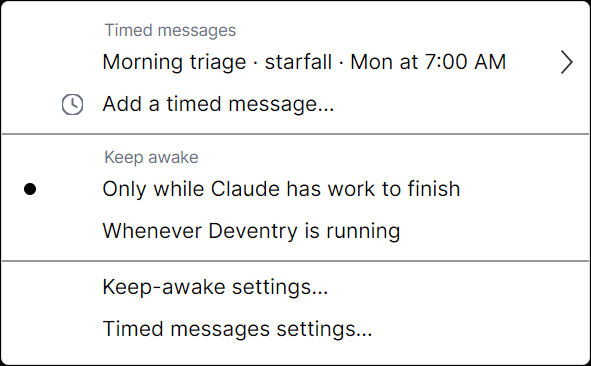 Timed messages
Morning triage · starfall · Mon at 7:00 AM
Add a timed message...
Keep awake
Only while Claude has work to finish
Whenever Deventry is running
Keep-awake settings...
Timed messages settings...